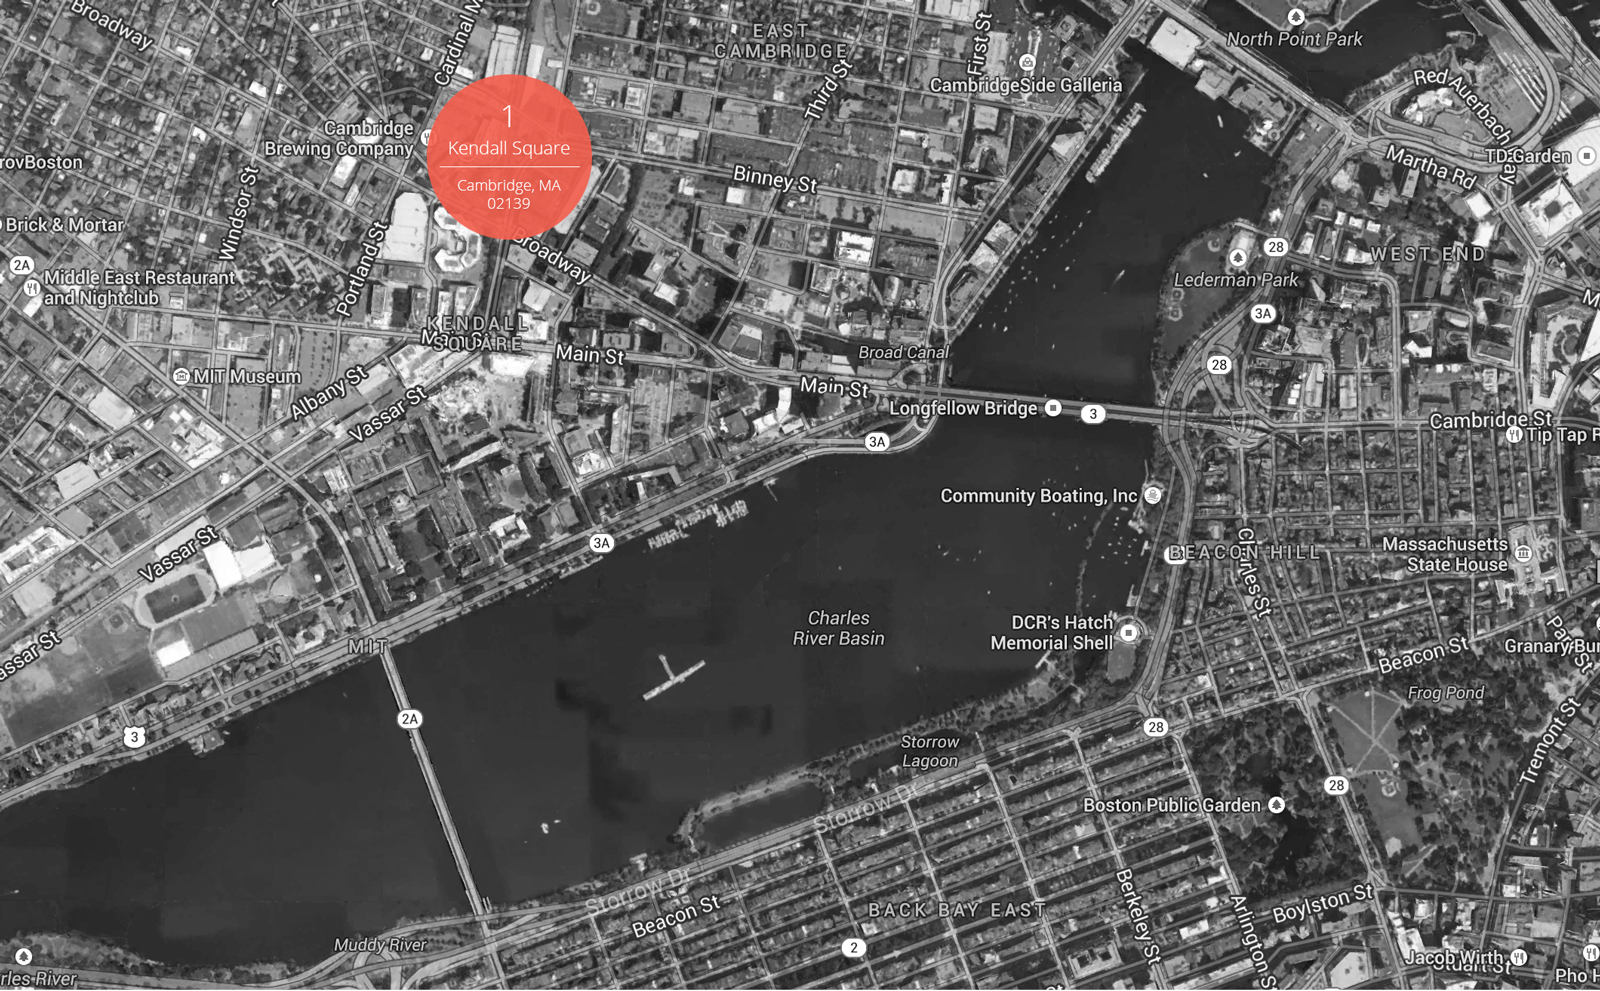 Broadway
Cardinal M
EAST
CAMBRIDGE
First St
North Point Park
CambridgeSide Galleria
Third St
Red Auerbach Way
1
Kendall Square
Cambridge, MA
02139
Cambridge
Brewing Company
rovBoston
TD Garden
Martha Rd
Binney St
Windsor St
Brick & Mortar
Portland St
Broadway
28
WEST END
2A
Middle East Restaurant
and Nightclub
Lederman Park
3A
KENDALL
SQUARE
Main St
Broad Canal
28
MIT Museum
Albany St
Vassar St
Main St
Longfellow Bridge
3
Cambridge St
Tip Tap R
3A
Community Boating, Inc
Vassar St
3A
Charles St
BEACON HILL
Massachusetts
State House
Charles
River Basin
DCR's Hatch
Memorial Shell
assar St
MIT
Beacon St
Park St
Granary Bur
Frog Pond
2A
3
28
Storrow
Lagoon
Tremont St
28
Boston Public Garden
Storrow Dr
Storrow Dr
Beacon St
BACK BAY EAST
Berkeley St
Arlington St
Boylston St
Muddy River
2
rles River
Jacob Wirth
Stuart St
Pho H